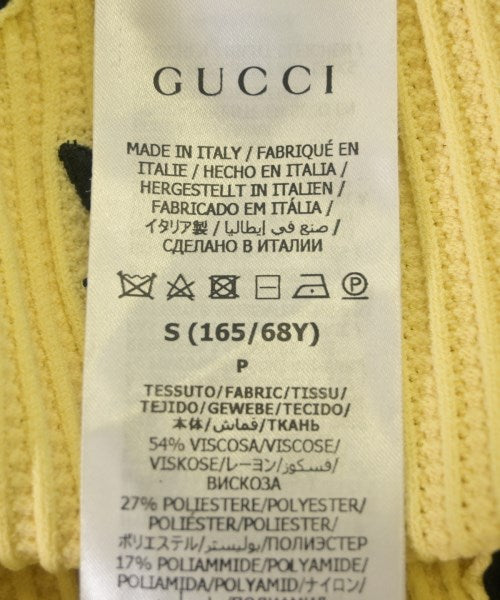 GUCCI
MADE IN ITALY / FABRIQUÉ EN
ITALIE / HECHO EN ITALIA /
HERGESTELLT IN ITALIEN /
FABRICADO EM ITÁLIA /
イタリア製 / صنع في إيطاليا /
СДЕЛАНО В ИТАЛИИ
P
S (165/68Y)
P
TESSUTO/FABRIC/TISSU/
TEJIDO/GEWEBE/TECIDO/
本体/قماش/ТКАНЬ
54% VISCOSA/VISCOSE/
VISKOSE/レーヨン/فسكوز/
ВИСКОЗА
27% POLIESTERE/POLYESTER/
POLIÉSTER/POLIESTER/
ポリエステル/بوليستر/ПОЛИЭСТЕР
17% POLIAMMIDE/POLYAMIDE/
POLIAMIDA/POLYAMID/ナイロン/